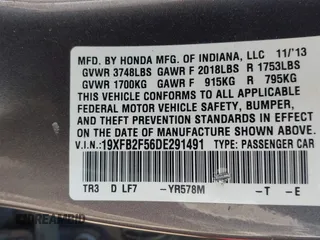 MFD. BY HONDA MFG. OF INDIANA, LLC 11/'13
GVWR 3748LBS GAWR F 2018LBS R 1753LBS
GVWR 1700KG GAWR F 915KG R 795KG
THIS VEHICLE CONFORMS TO ALL APPLICABLE
FEDERAL MOTOR VEHICLE SAFETY, BUMPER,
AND THEFT PREVENTION STANDARDS IN EFFECT
ON THE DATE OF MANUFACTURE SHOWN ABOVE.
V.I.N.:19XFB2F56DE291491 TYPE: PASSENGER CAR
TR3 D LF7 -YR578M -T -E
© DREAM AND